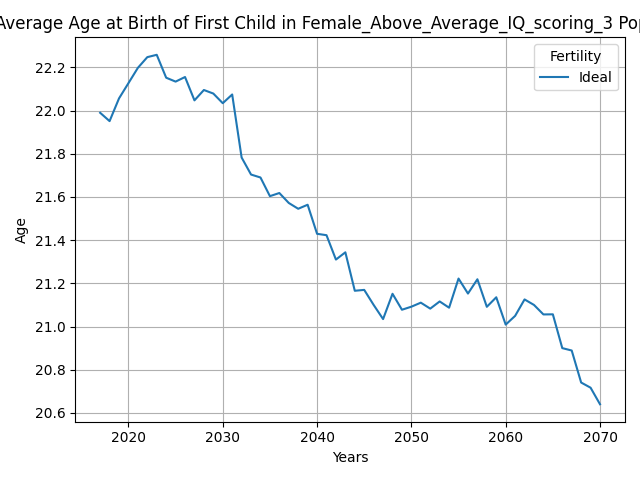 Average Age at Birth of First Child in Female_Above_Average_IQ_scoring_3
Fertility
Ideal
22.2
22.0
21.8
21.6
21.4
21.2
21.0
20.8
20.6
Age
2020 2030 2040 2050 2060 2070
Years